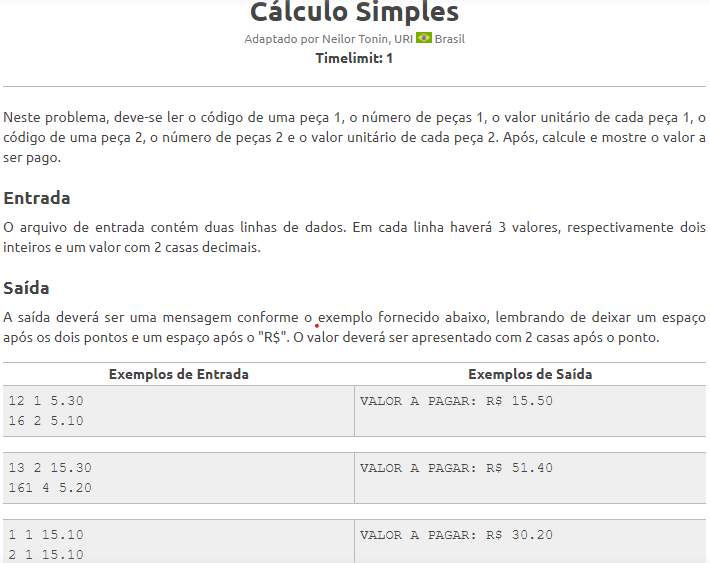 Cálculo Simples
Adaptado por Neilor Tonin, URI Brasil
Timelimit: 1
Neste problema, deve-se ler o código de uma peça 1, o número de peças 1, o valor unitário de cada peça 1, o
código de uma peça 2, o número de peças 2 e o valor unitário de cada peça 2. Após, calcule e mostre o valor a
ser pago.
Entrada
O arquivo de entrada contém duas linhas de dados. Em cada linha haverá 3 valores, respectivamente dois
inteiros e um valor com 2 casas decimais.
Saída
A saída deverá ser uma mensagem conforme o exemplo fornecido abaixo, lembrando de deixar um espaço
após os dois pontos e um espaço após o "R$". O valor deverá ser apresentado com 2 casas após o ponto.
Exemplos de Entrada Exemplos de Saída
12 1 5.30 VALOR A PAGAR: R$ 15.50
16 2 5.10
13 2 15.30 VALOR A PAGAR: R$ 51.40
161 4 5.20
1 1 15.10 VALOR A PAGAR: R$ 30.20
2 1 15.10